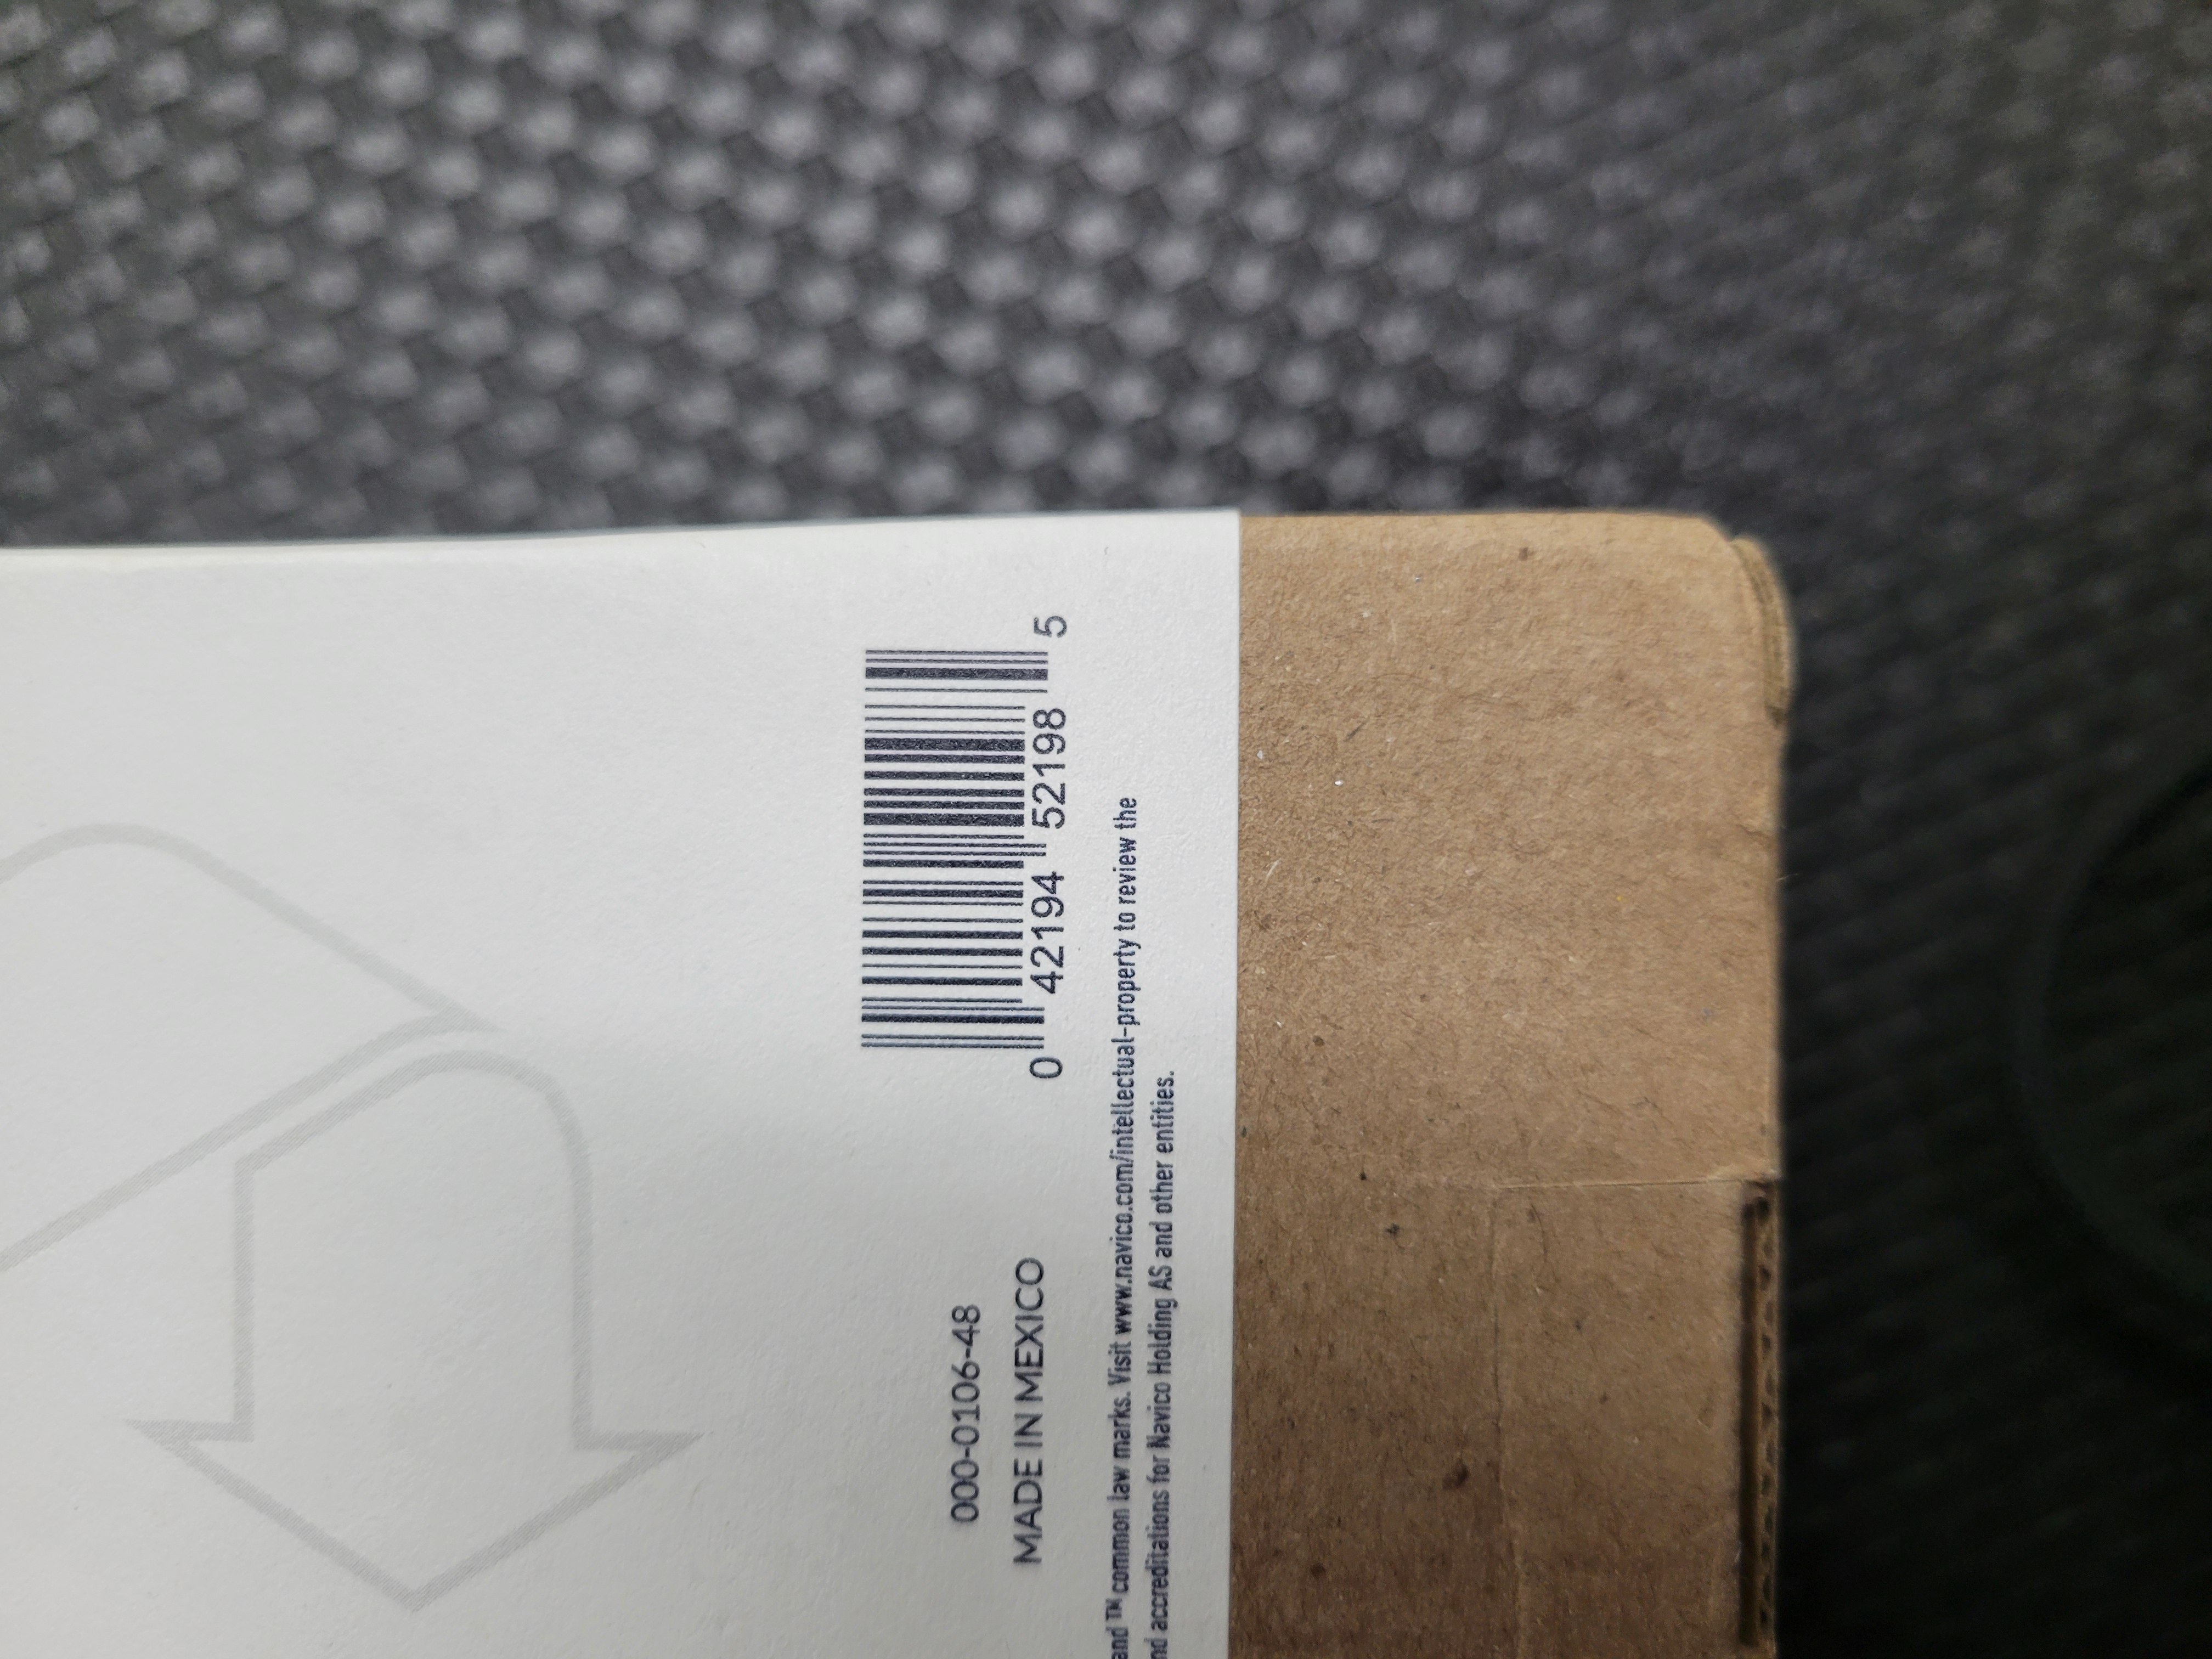 0 42194 52198 5
000-0106-48
MADE IN MEXICO
and ™ common law marks. Visit www.navico.com/intellectual-property to review the
accreditations for Navico Holding AS and other entities.